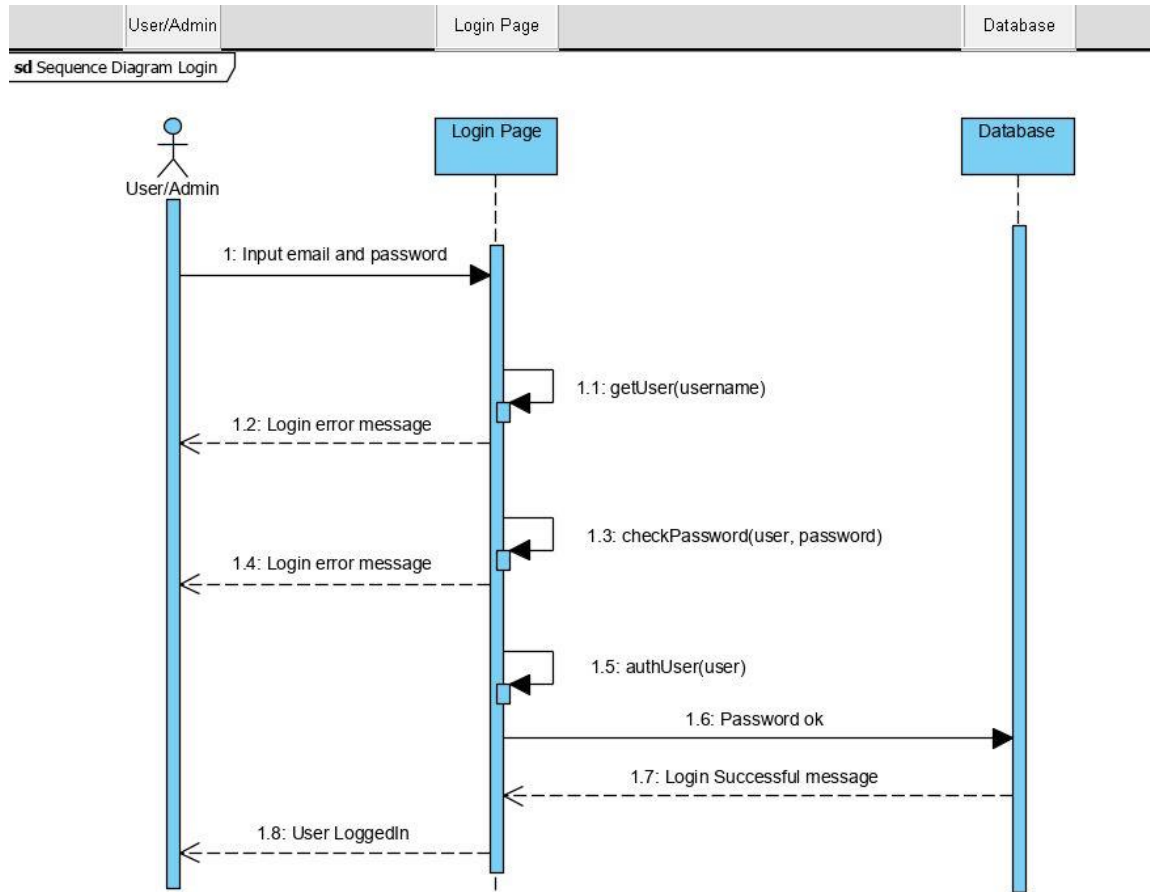 User/Admin
Login Page
Database
sd Sequence Diagram Login
Login Page
Database
User/Admin
1: Input email and password
1.1: getUser(username)
1.2: Login error message
1.3: checkPassword(user, password)
1.4: Login error message
1.5: authUser(user)
1.6: Password ok
1.7: Login Successful message
1.8: User LoggedIn